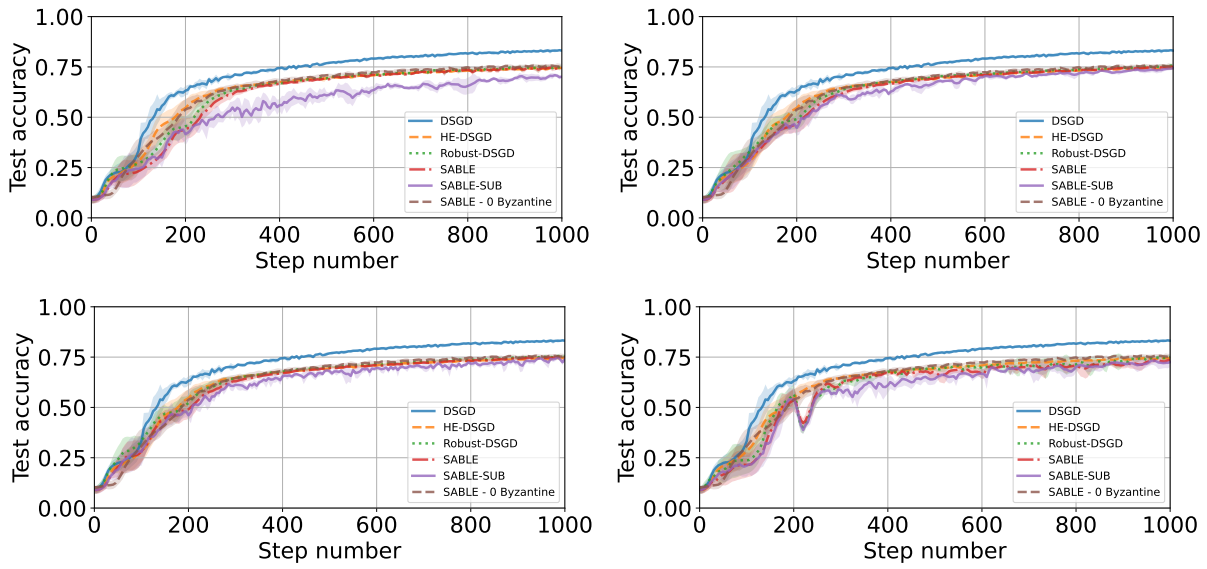 1.00
0.75
0.50
0.25
0.00
Test accuracy
0 200 400 600 800 1000
Step number
DSGD
HE-DSGD
Robust-DSGD
SABLE
SABLE-SUB
SABLE - 0 Byzantine
1.00
0.75
0.50
0.25
0.00
Test accuracy
0 200 400 600 800 1000
Step number
DSGD
HE-DSGD
Robust-DSGD
SABLE
SABLE-SUB
SABLE - 0 Byzantine
1.00
0.75
0.50
0.25
0.00
Test accuracy
0 200 400 600 800 1000
Step number
DSGD
HE-DSGD
Robust-DSGD
SABLE
SABLE-SUB
SABLE - 0 Byzantine
1.00
0.75
0.50
0.25
0.00
Test accuracy
0 200 400 600 800 1000
Step number
DSGD
HE-DSGD
Robust-DSGD
SABLE
SABLE-SUB
SABLE - 0 Byzantine